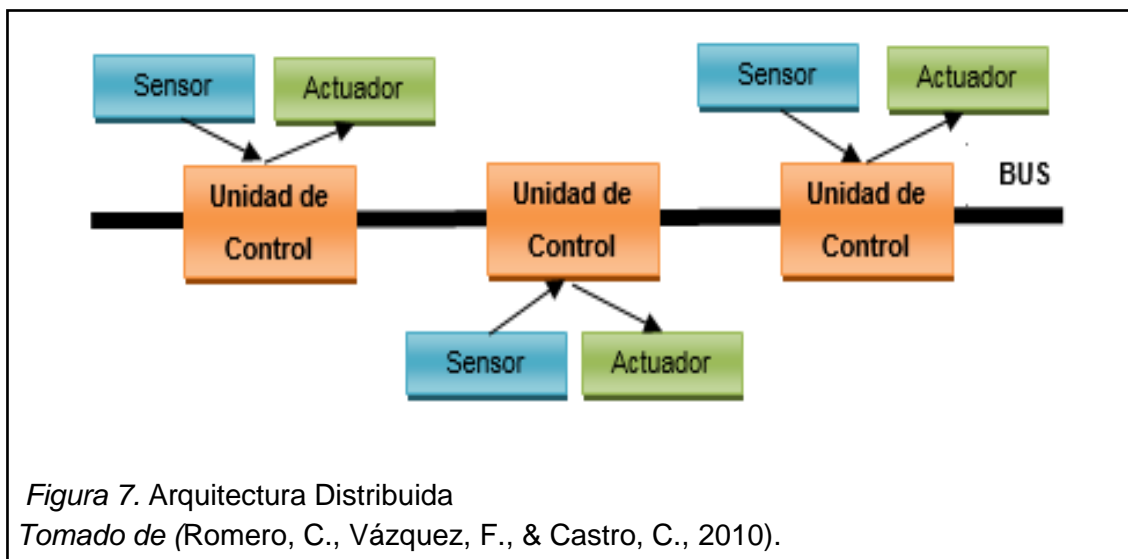 Sensor
Actuador
Sensor
Actuador
Unidad de
Control
Unidad de
Control
Unidad de
Control
BUS
Sensor
Actuador
Figura 7. Arquitectura Distribuida
Tomado de (Romero, C., Vázquez, F., & Castro, C., 2010).